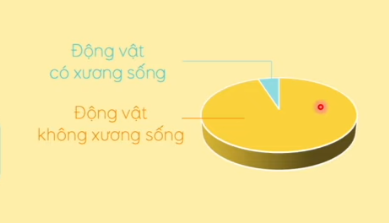 Động vật
có xương sống
Động vật
không xương sống